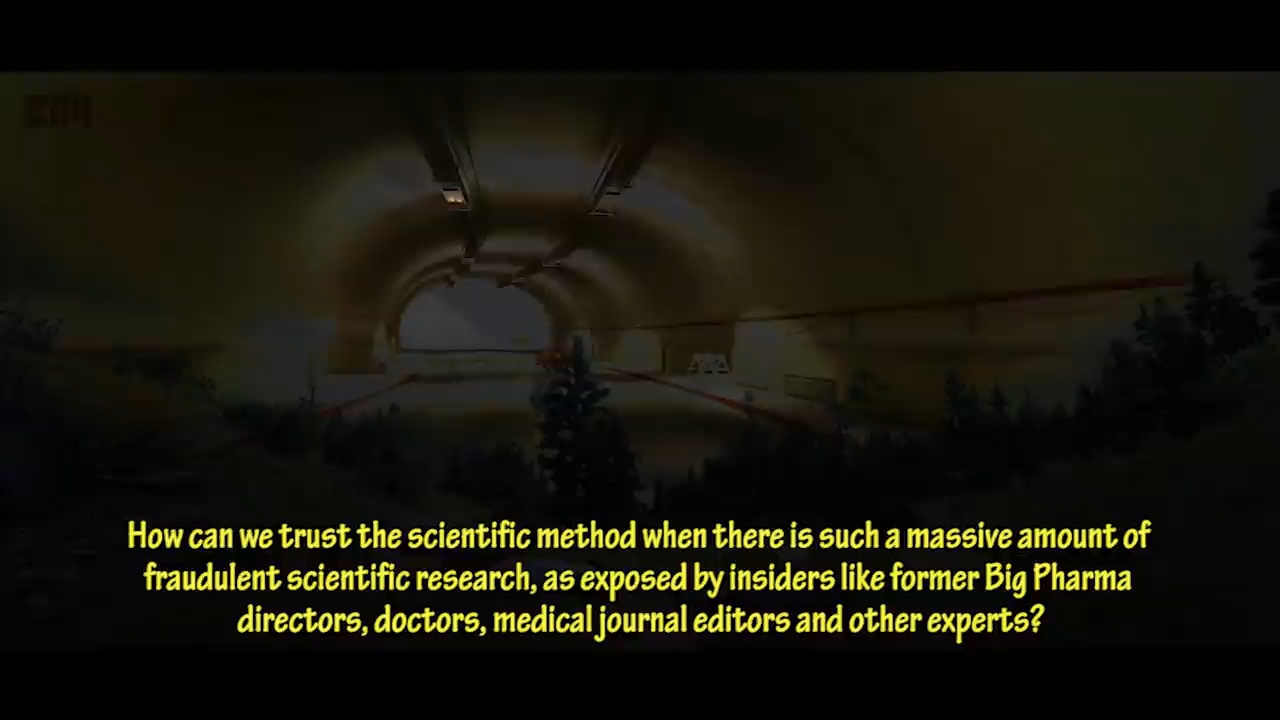 How can we trust the scientific method when there is such a massive amount of
fraudulent scientific research, as exposed by insiders like former Big Pharma
directors, doctors, medical journal editors and other experts?